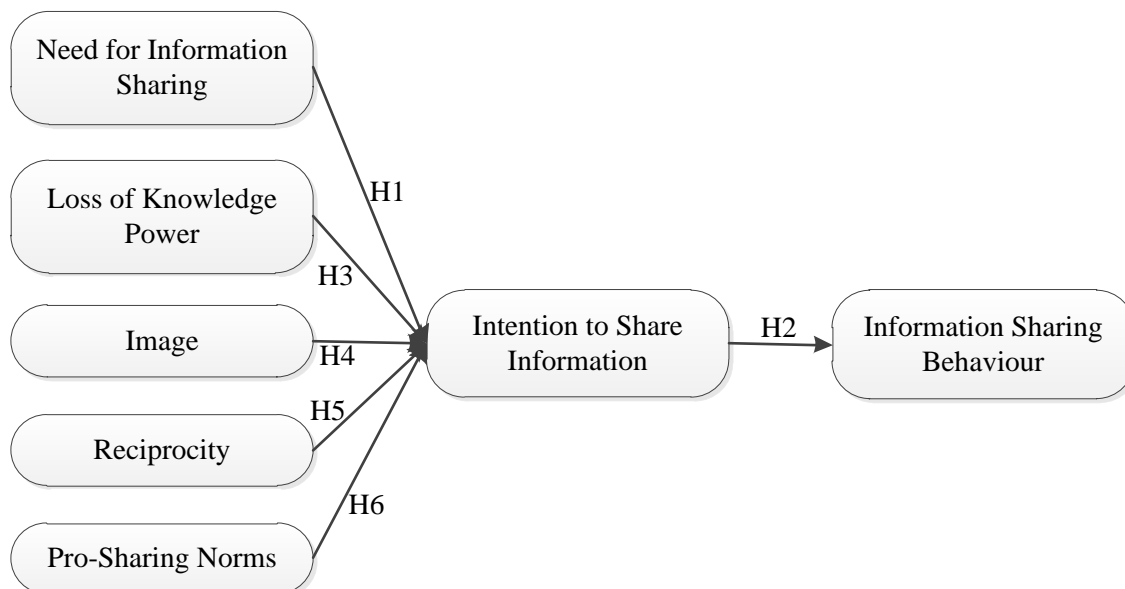 Need for Information
Sharing
H1
Loss of Knowledge
Power
H3
Image
H4
Reciprocity
H5
Pro-Sharing Norms
H6
Intention to Share
Information
H2
Information Sharing
Behaviour